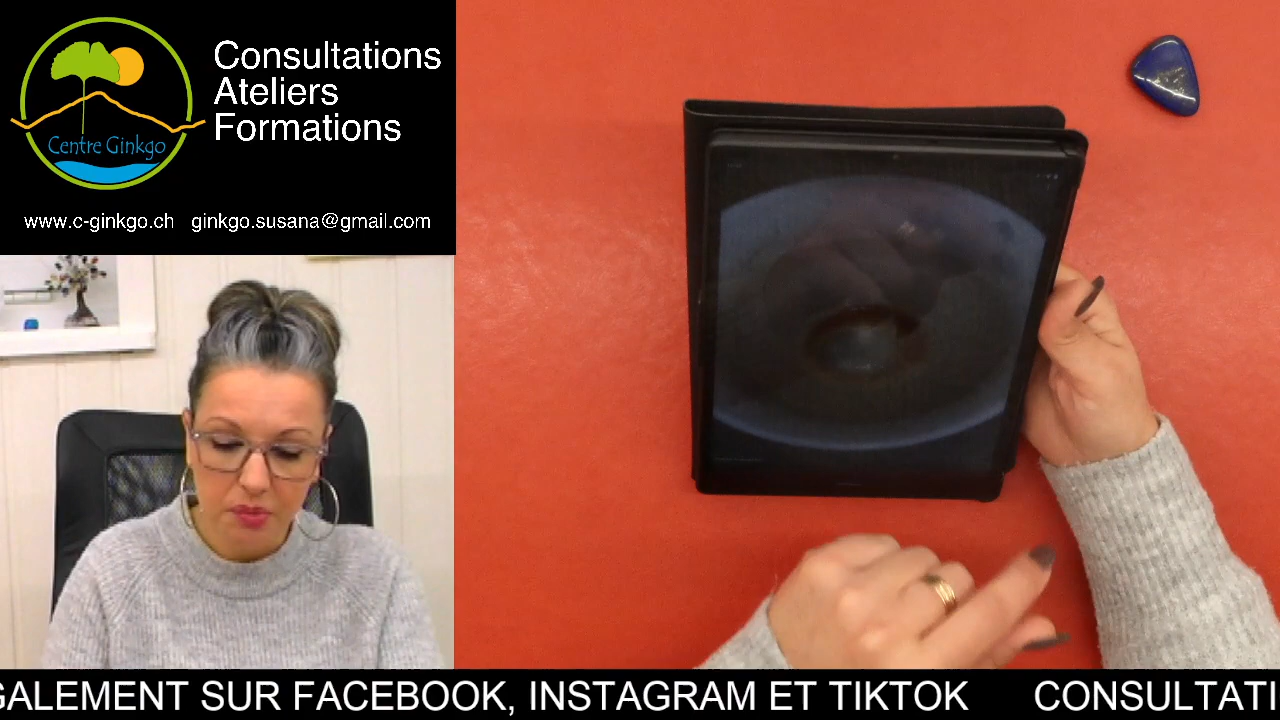 Consultations
Ateliers
Formations
Centre Ginkgo
www.c-ginkgo.ch ginkgo.susana@gmail.com
GALEMENT SUR FACEBOOK, INSTAGRAM ET TIKTOK CONSULTATI